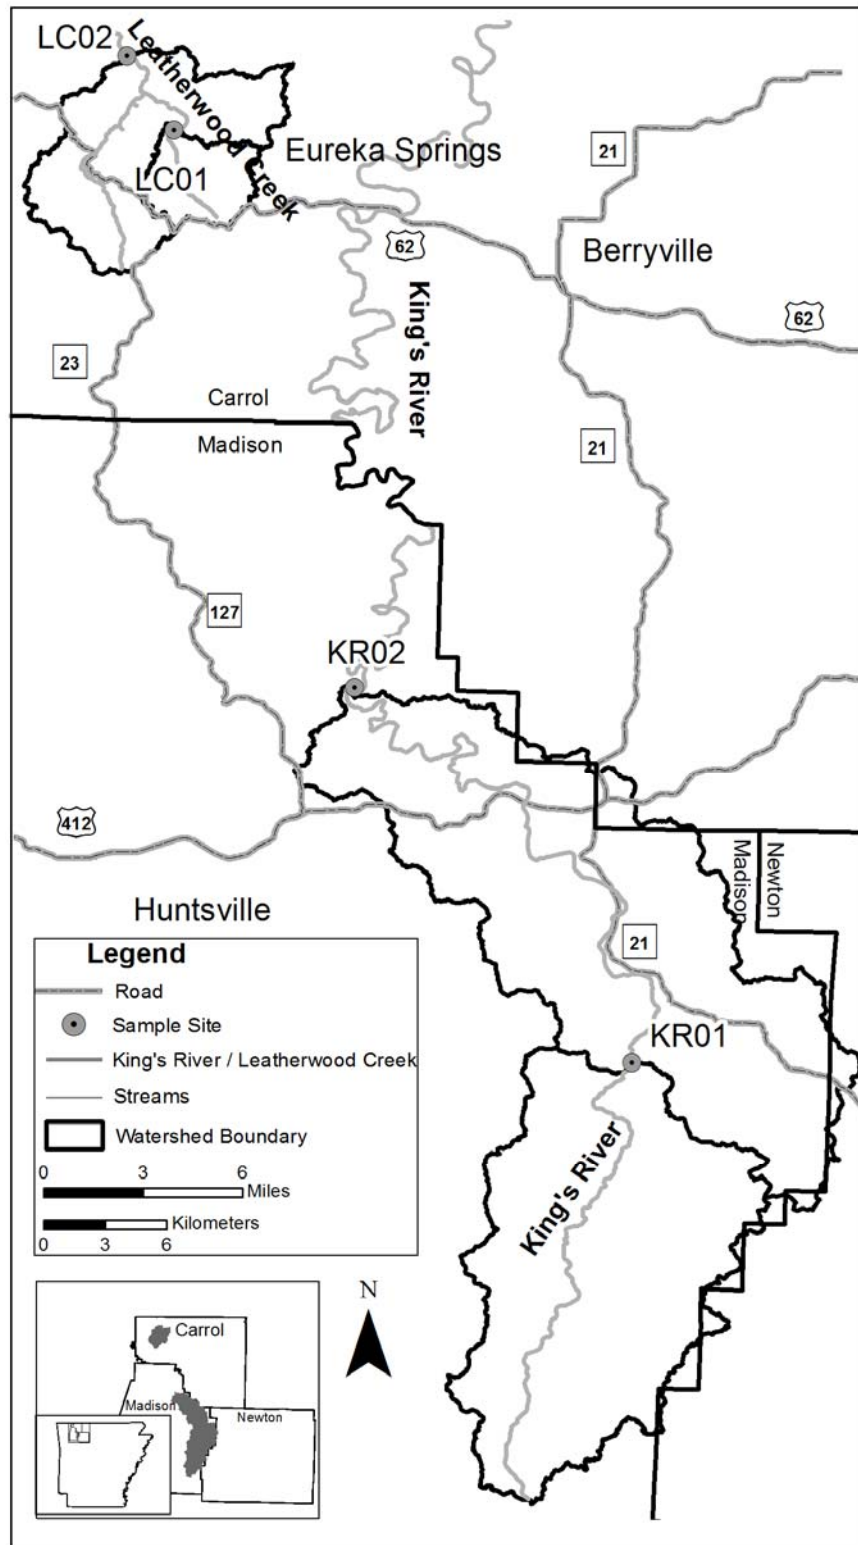 LC02
Leatherwood Creek
LC01
Eureka Springs
21
62
Berryville
King's River
62
23
Carrol
Madison
21
127
KR02
412
Madison
Newton
Huntsville
21
KR01
King's River
Legend
Road
Sample Site
King's River / Leatherwood Creek
Streams
Watershed Boundary
0 3 6
Miles
Kilometers
0 3 6
N
Carrol
Madison
Newton